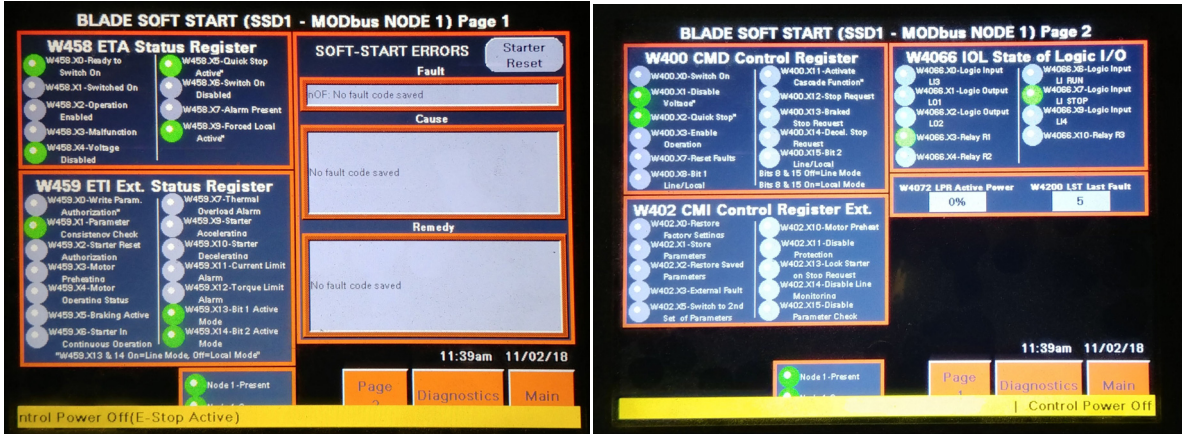 BLADE SOFT START (SSD1 - MODbus NODE 1) Page 1
W458 ETA Status Register
W458.X0-Ready to
Switch On
W458.X1-Switched On
W458.X2-Operation
Enabled
W458.X3-Malfunction
W458.X4-Voltage
Disabled
W458.X5-Quick Stop
Active"
W458.X6-Switch On
Disabled
W458.X7-Alarm Present
W458.X9-Forced Local
Active"
SOFT-START ERRORS
Starter
Reset
Fault
nOF: No fault code saved
Cause
No fault code saved
Remedy
No fault code saved
W459 ETI Ext. Status Register
W459.X0-Write Param.
Authorization"
W459.X1-Parameter
Consistency Check
W459.X2-Starter Reset
Authorization
W459.X3-Motor
Preheating
W459.X4-Motor
Operating Status
W459.X5-Braking Active
W459.X6-Starter In
Continuous Operation
W459.X7-Thermal
Overload Alarm
W459.X9-Starter
Accelerating
W459.X10-Starter
Decelerating
W459.X11-Current Limit
Alarm
W459.X12-Torque Limit
Alarm
W459.X13-Bit 1 Active
Mode
W459.X14-Bit 2 Active
Mode
"W459.X13 & 14 On=Line Mode, Off=Local Mode"
11:39am 11/02/18
Node 1-Present
Page
Diagnostics
Main
ntrol Power Off(E-Stop Active)
BLADE SOFT START (SSD1 - MODbus NODE 1) Page 2
W400 CMD Control Register
W400.X0-Switch On
W400.X1-Disable
Voltage"
W400.X2-Quick Stop"
W400.X3-Enable
Operation
W400.X7-Reset Faults
W400.X8-Bit 1
Line/Local
W400.X11-Activate
Cascade Function"
W400.X12-Stop Request
W400.X13-Braked
Stop Request
W400.X14-Decel. Stop
Request
W400.X15-Bit 2
Line/Local
Bits 8 & 15 Off=Line Mode
Bits 8 & 15 On=Local Mode
W4066 IOL State of Logic I/O
W4066.X0-Logic Input
LI3
W4066.X1-Logic Output
LO1
W4066.X2-Logic Output
LO2
W4066.X3-Relay R1
W4066.X4-Relay R2
W4066.X6-Logic Input
LI RUN
W4066.X7-Logic Input
LI STOP
W4066.X9-Logic Input
LI4
W4066.X10-Relay R3
W4072 LPR Active Power
0%
W4200 LST Last Fault
5
W402 CMI Control Register Ext.
W402.X0-Restore
Factory Settings
W402.X1-Store
Parameters
W402.X2-Restore Saved
Parameters
W402.X3-External Fault
W402.X5-Switch to 2nd
Set of Parameters
W402.X10-Motor Preheat
W402.X11-Disable
Protection
W402.X13-Lock Starter
on Stop Request
W402.X14-Disable Line
Monitoring
W402.X15-Disable
Parameter Check
11:39am 11/02/18
Node 1-Present
Page
Diagnostics
Main
Control Power Off